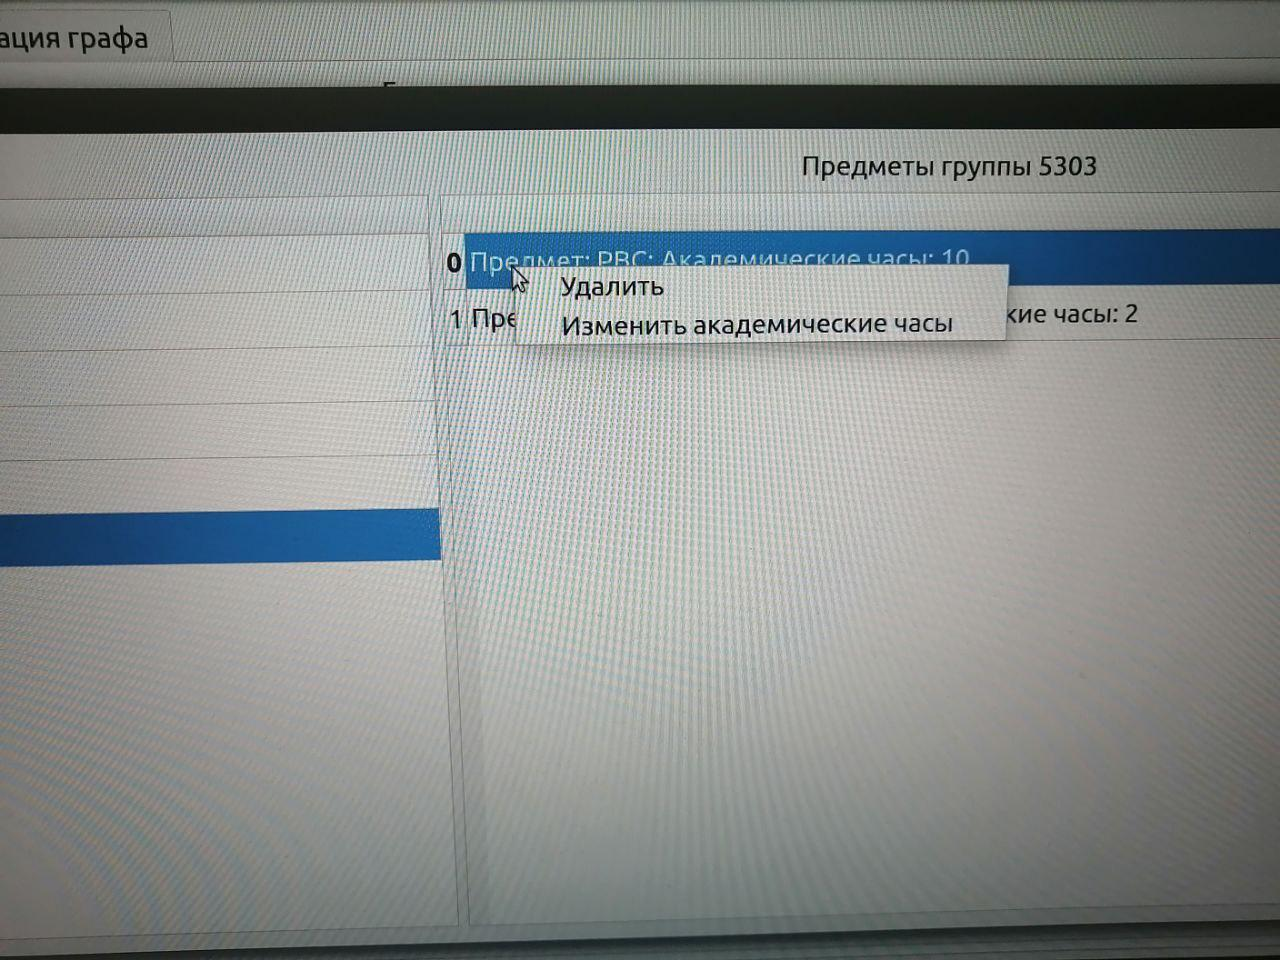 ация графа
Предметы группы 5303
0 Предмет: РВС: Академические часы: 10
Удалить
1 Пре кие часы: 2
Изменить академические часы